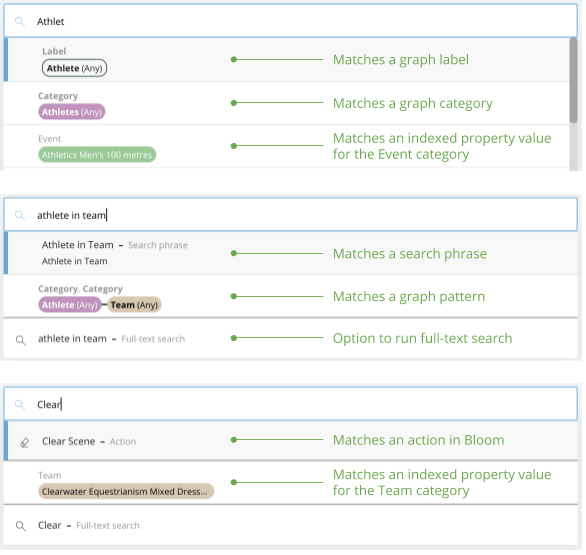 Athlet
Label
Athlete (Any)
Matches a graph label
Category
Athletes (Any)
Matches a graph category
Event
Athletics Men's 100 metres
Matches an indexed property value
for the Event category
athlete in team
Athlete in Team – Search phrase
Athlete in Team
Matches a search phrase
Category, Category
Athlete (Any) Team (Any)
Matches a graph pattern
athlete in team – Full-text search
Option to run full-text search
Clear
Clear Scene – Action
Matches an action in Bloom
Team
Clearwater Equestrianism Mixed Dress...
Matches an indexed property value
for the Team category
Clear – Full-text search